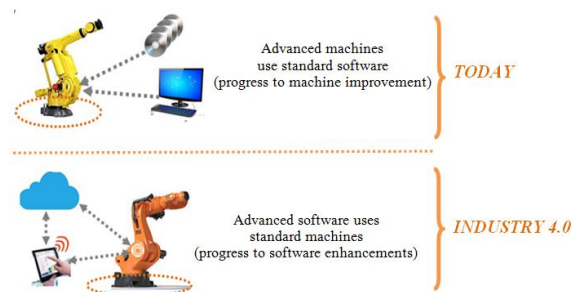 Advanced machines
use standard software
(progress to machine improvement)
TODAY
Advanced software uses
standard machines
(progress to software enhancements)
INDUSTRY 4.0